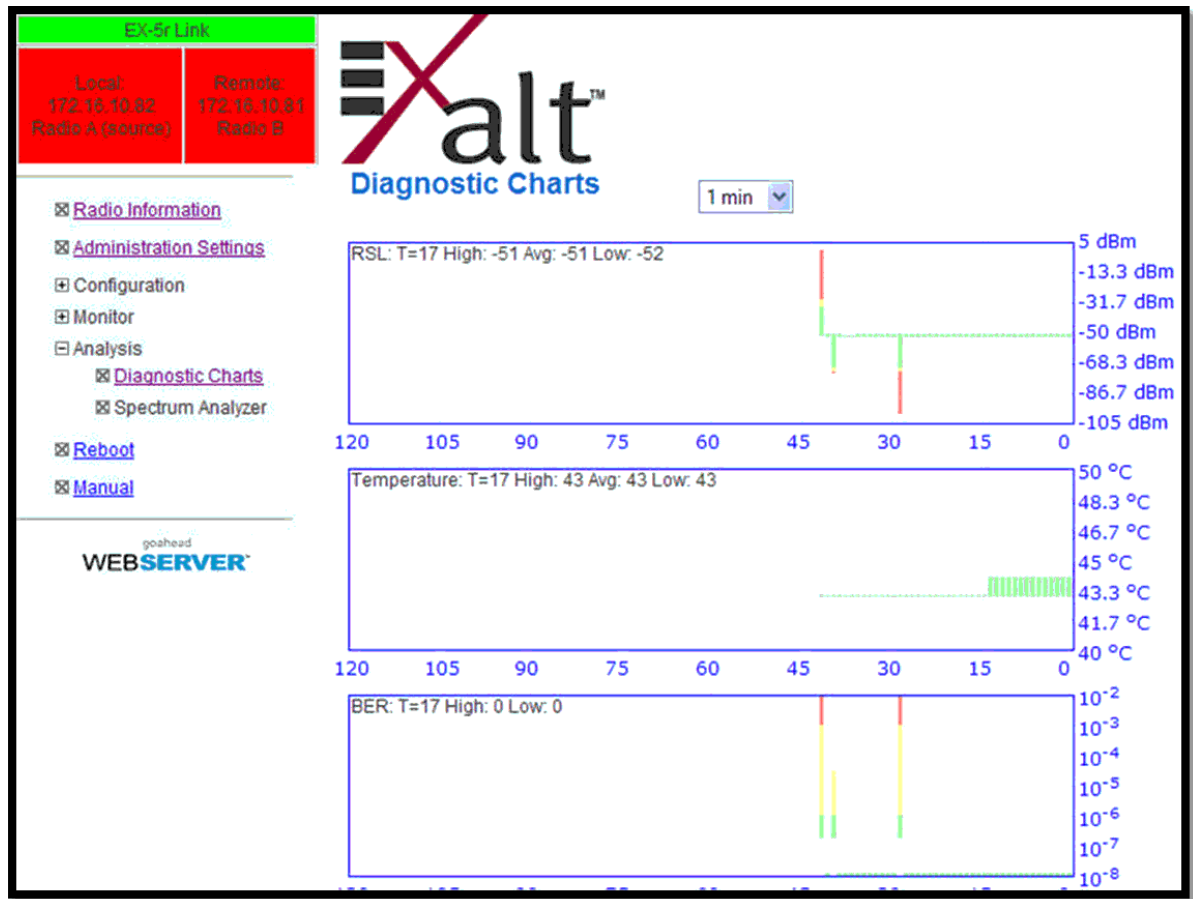 EX-5r Link
Local:
172.16.10.82
Radio A (source)
Remote:
172.16.10.81
Radio B
EXalt™
Diagnostic Charts
1 min
Radio Information
Administration Settings
Configuration
Monitor
Analysis
Diagnostic Charts
Spectrum Analyzer
Reboot
Manual
goahead
WEBSERVER
RSL: T=17 High: -51 Avg: -51 Low: -52
5 dBm
-13.3 dBm
-31.7 dBm
-50 dBm
-68.3 dBm
-86.7 dBm
-105 dBm
120 105 90 75 60 45 30 15 0
Temperature: T=17 High: 43 Avg: 43 Low: 43
50 °C
48.3 °C
46.7 °C
45 °C
43.3 °C
41.7 °C
40 °C
120 105 90 75 60 45 30 15 0
BER: T=17 High: 0 Low: 0
10-2
10-3
10-4
10-5
10-6
10-7
10-8